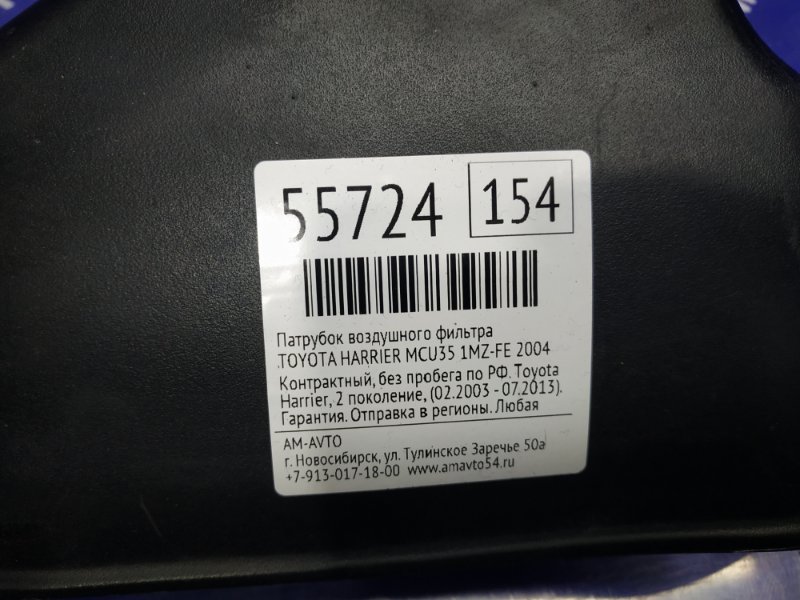 55724 154
Патрубок воздушного фильтра
TOYOTA HARRIER MCU35 1MZ-FE 2004
Контрактный, без пробега по РФ. Toyota
Harrier, 2 поколение, (02.2003 - 07.2013).
Гарантия. Отправка в регионы. Любая
АМ-AVTO
г. Новосибирск, ул. Тулинское Заречье 50а
+7-913-017-18-00 www.amavto54.ru